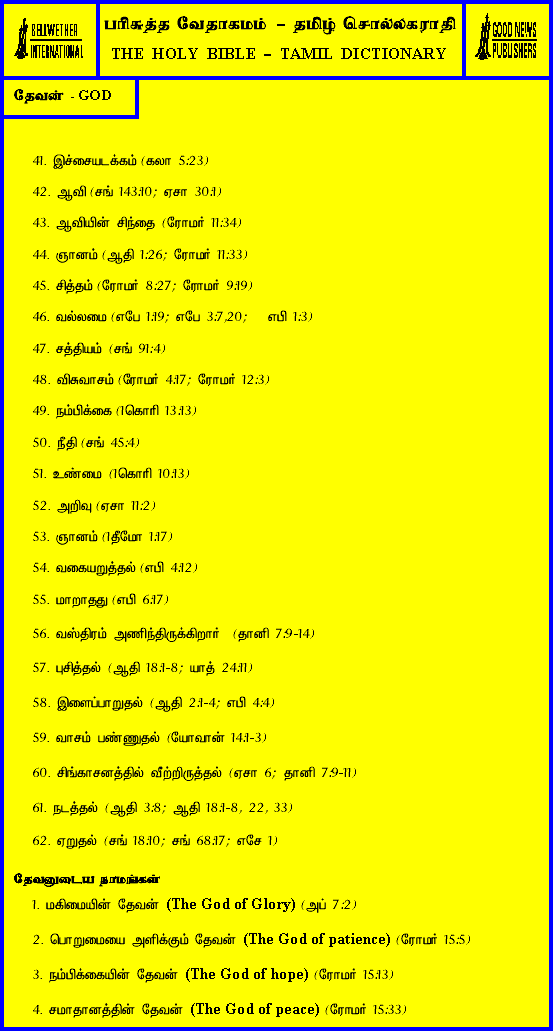 BELLWETHER
INTERNATIONAL
பரிசுத்த வேதாகமம் – தமிழ் சொல்லகராதி
THE HOLY BIBLE – TAMIL DICTIONARY
GOOD NEWS
PUBLISHERS
தேவன் - GOD
41. இச்சையடக்கம் (கலா 5:23)
42. ஆவி (சங் 143:10; ஏசா 30:1)
43. ஆவியின் சிந்தை (ரோமர் 11:34)
44. ஞானம் (ஆதி 1:26; ரோமர் 11:33)
45. சித்தம் (ரோமர் 8:27; ரோமர் 9:19)
46. வல்லமை (எபே 1:19; எபே 3:7,20; எபி 1:3)
47. சத்தியம் (சங் 91:4)
48. விசுவாசம் (ரோமர் 4:17; ரோமர் 12:3)
49. நம்பிக்கை (1கொரி 13:13)
50. நீதி (சங் 45:4)
51. உண்மை (1கொரி 10:13)
52. அறிவு (ஏசா 11:2)
53. ஞானம் (1தீமோ 1:17)
54. வகையறுத்தல் (எபி 4:12)
55. மாறாதது (எபி 6:17)
56. வஸ்திரம் அணிந்திருக்கிறார் (தானி 7:9-14)
57. புசித்தல் (ஆதி 18:1-8; யாத் 24:11)
58. இளைப்பாறுதல் (ஆதி 2:1-4; எபி 4:4)
59. வாசம் பண்ணுதல் (யோவான் 14:1-3)
60. சிங்காசனத்தில் வீற்றிருத்தல் (ஏசா 6; தானி 7:9-11)
61. நடத்தல் (ஆதி 3:8; ஆதி 18:1-8, 22, 33)
62. ஏறுதல் (சங் 18:10; சங் 68:17; எசே 1)
தேவனுடைய நாமங்கள்
1. மகிமையின் தேவன் (The God of Glory) (அப் 7:2)
2. பொறுமையை அளிக்கும் தேவன் (The God of patience) (ரோமர் 15:5)
3. நம்பிக்கையின் தேவன் (The God of hope) (ரோமர் 15:13)
4. சமாதானத்தின் தேவன் (The God of peace) (ரோமர் 15:33)